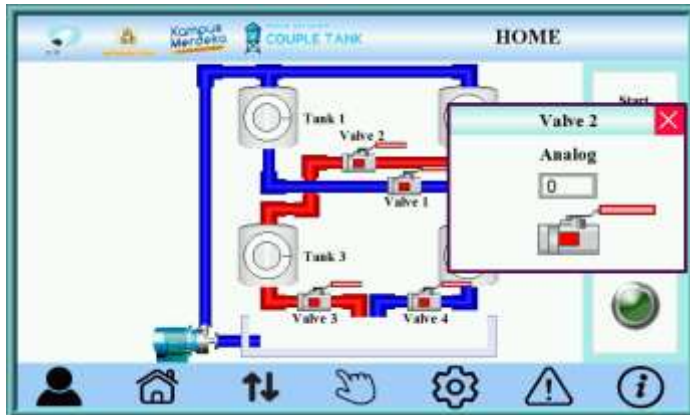 Kampus
Merdeka
COUPLE TANK
HOME
Start
Tank 1
Valve 2
Valve 1
Tank 3
Valve 3
Valve 4
Valve 2
Analog
0